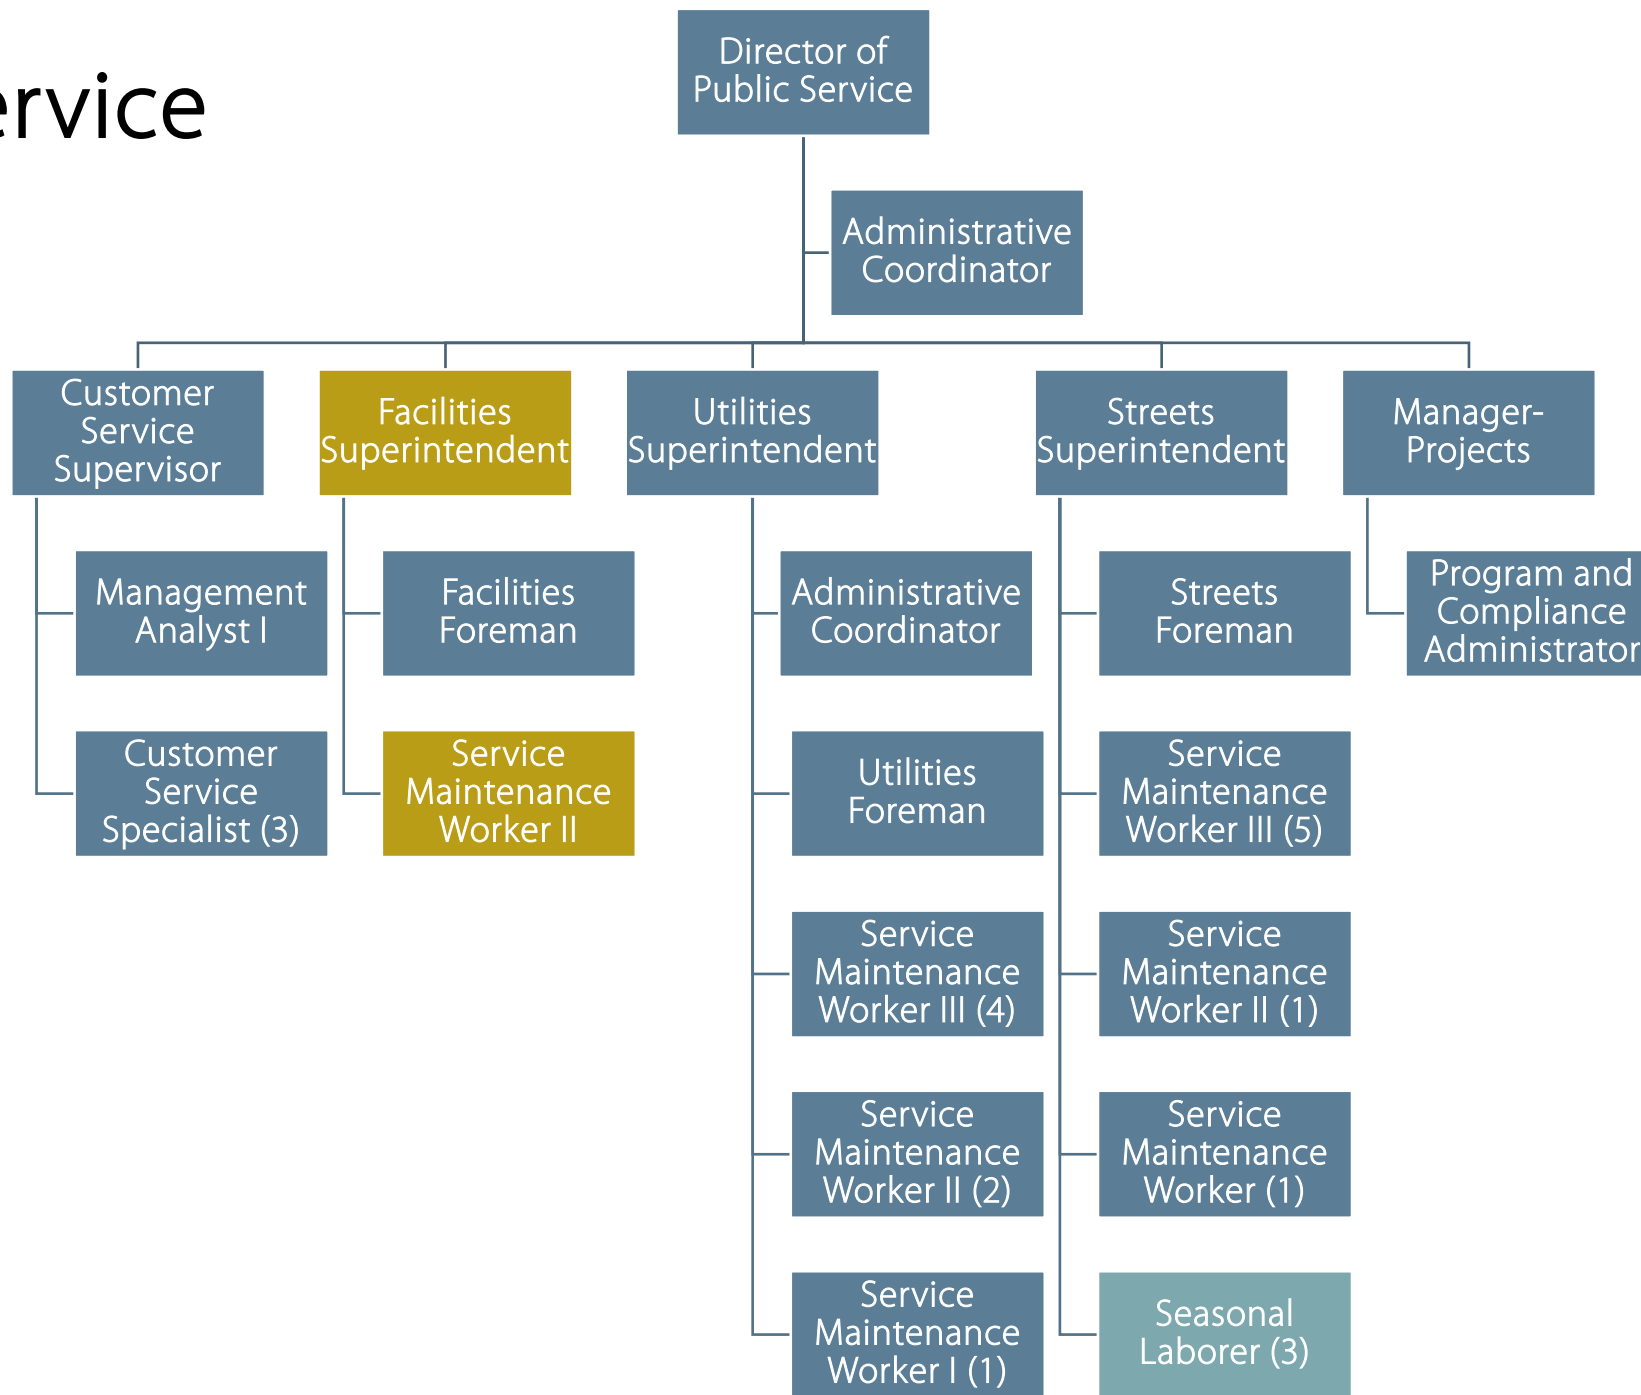 ervice
Director of
Public Service
Administrative
Coordinator
Customer
Service
Supervisor
Facilities
Superintendent
Utilities
Superintendent
Streets
Superintendent
Manager-
Projects
Management
Analyst I
Facilities
Foreman
Administrative
Coordinator
Streets
Foreman
Program and
Compliance
Administrator
Customer
Service
Specialist (3)
Service
Maintenance
Worker II
Utilities
Foreman
Service
Maintenance
Worker III (5)
Service
Maintenance
Worker III (4)
Service
Maintenance
Worker II (1)
Service
Maintenance
Worker II (2)
Service
Maintenance
Worker (1)
Service
Maintenance
Worker I (1)
Seasonal
Laborer (3)